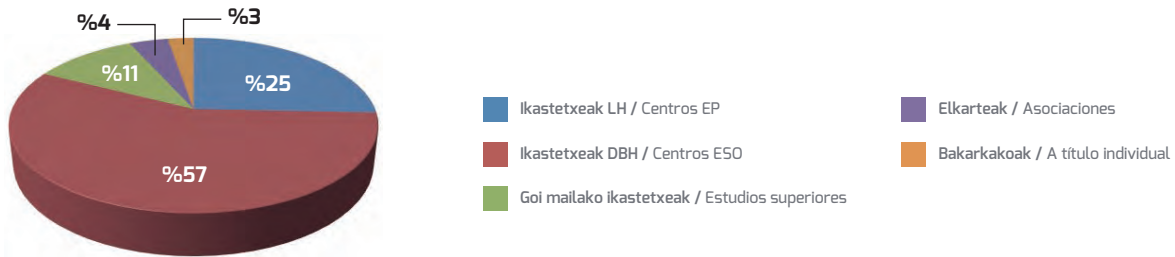 %4
%3
%11
%25
%57
Ikastetxeak LH / Centros EP
Ikastetxeak DBH / Centros ESO
Goi mailako ikastetxeak / Estudios superiores
Elkarteak / Asociaciones
Bakarkakoak / A título individual